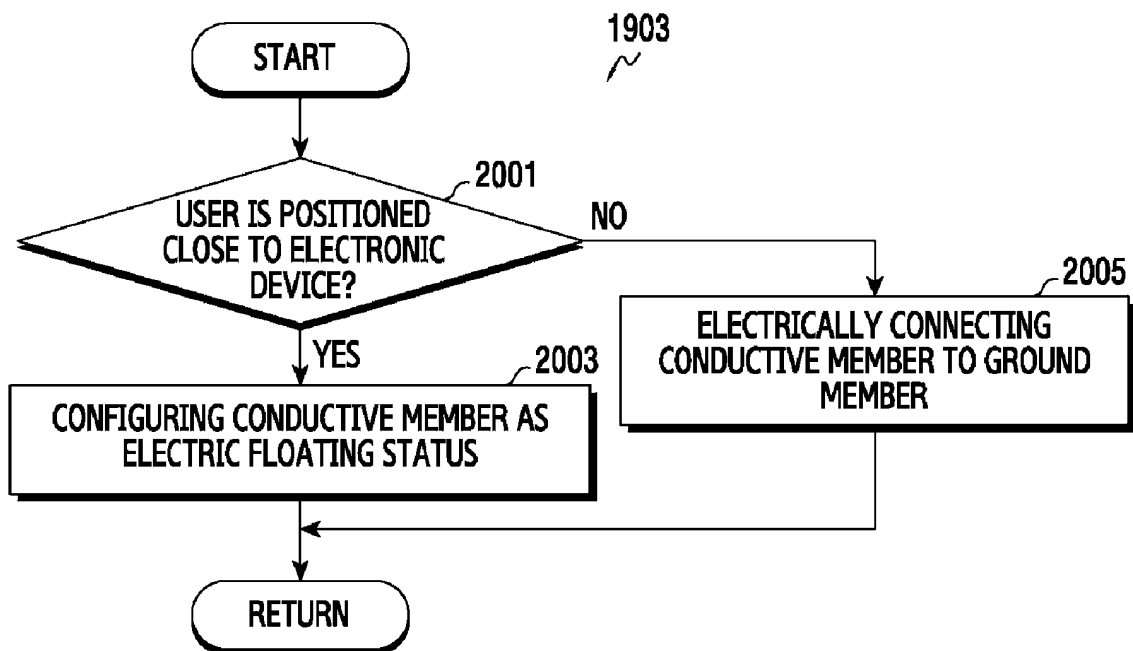 1903
START
2001
USER IS POSITIONED
CLOSE TO ELECTRONIC
DEVICE?
NO
YES
2005
ELECTRICALLY CONNECTING
CONDUCTIVE MEMBER TO GROUND
MEMBER
2003
CONFIGURING CONDUCTIVE MEMBER AS
ELECTRIC FLOATING STATUS
RETURN